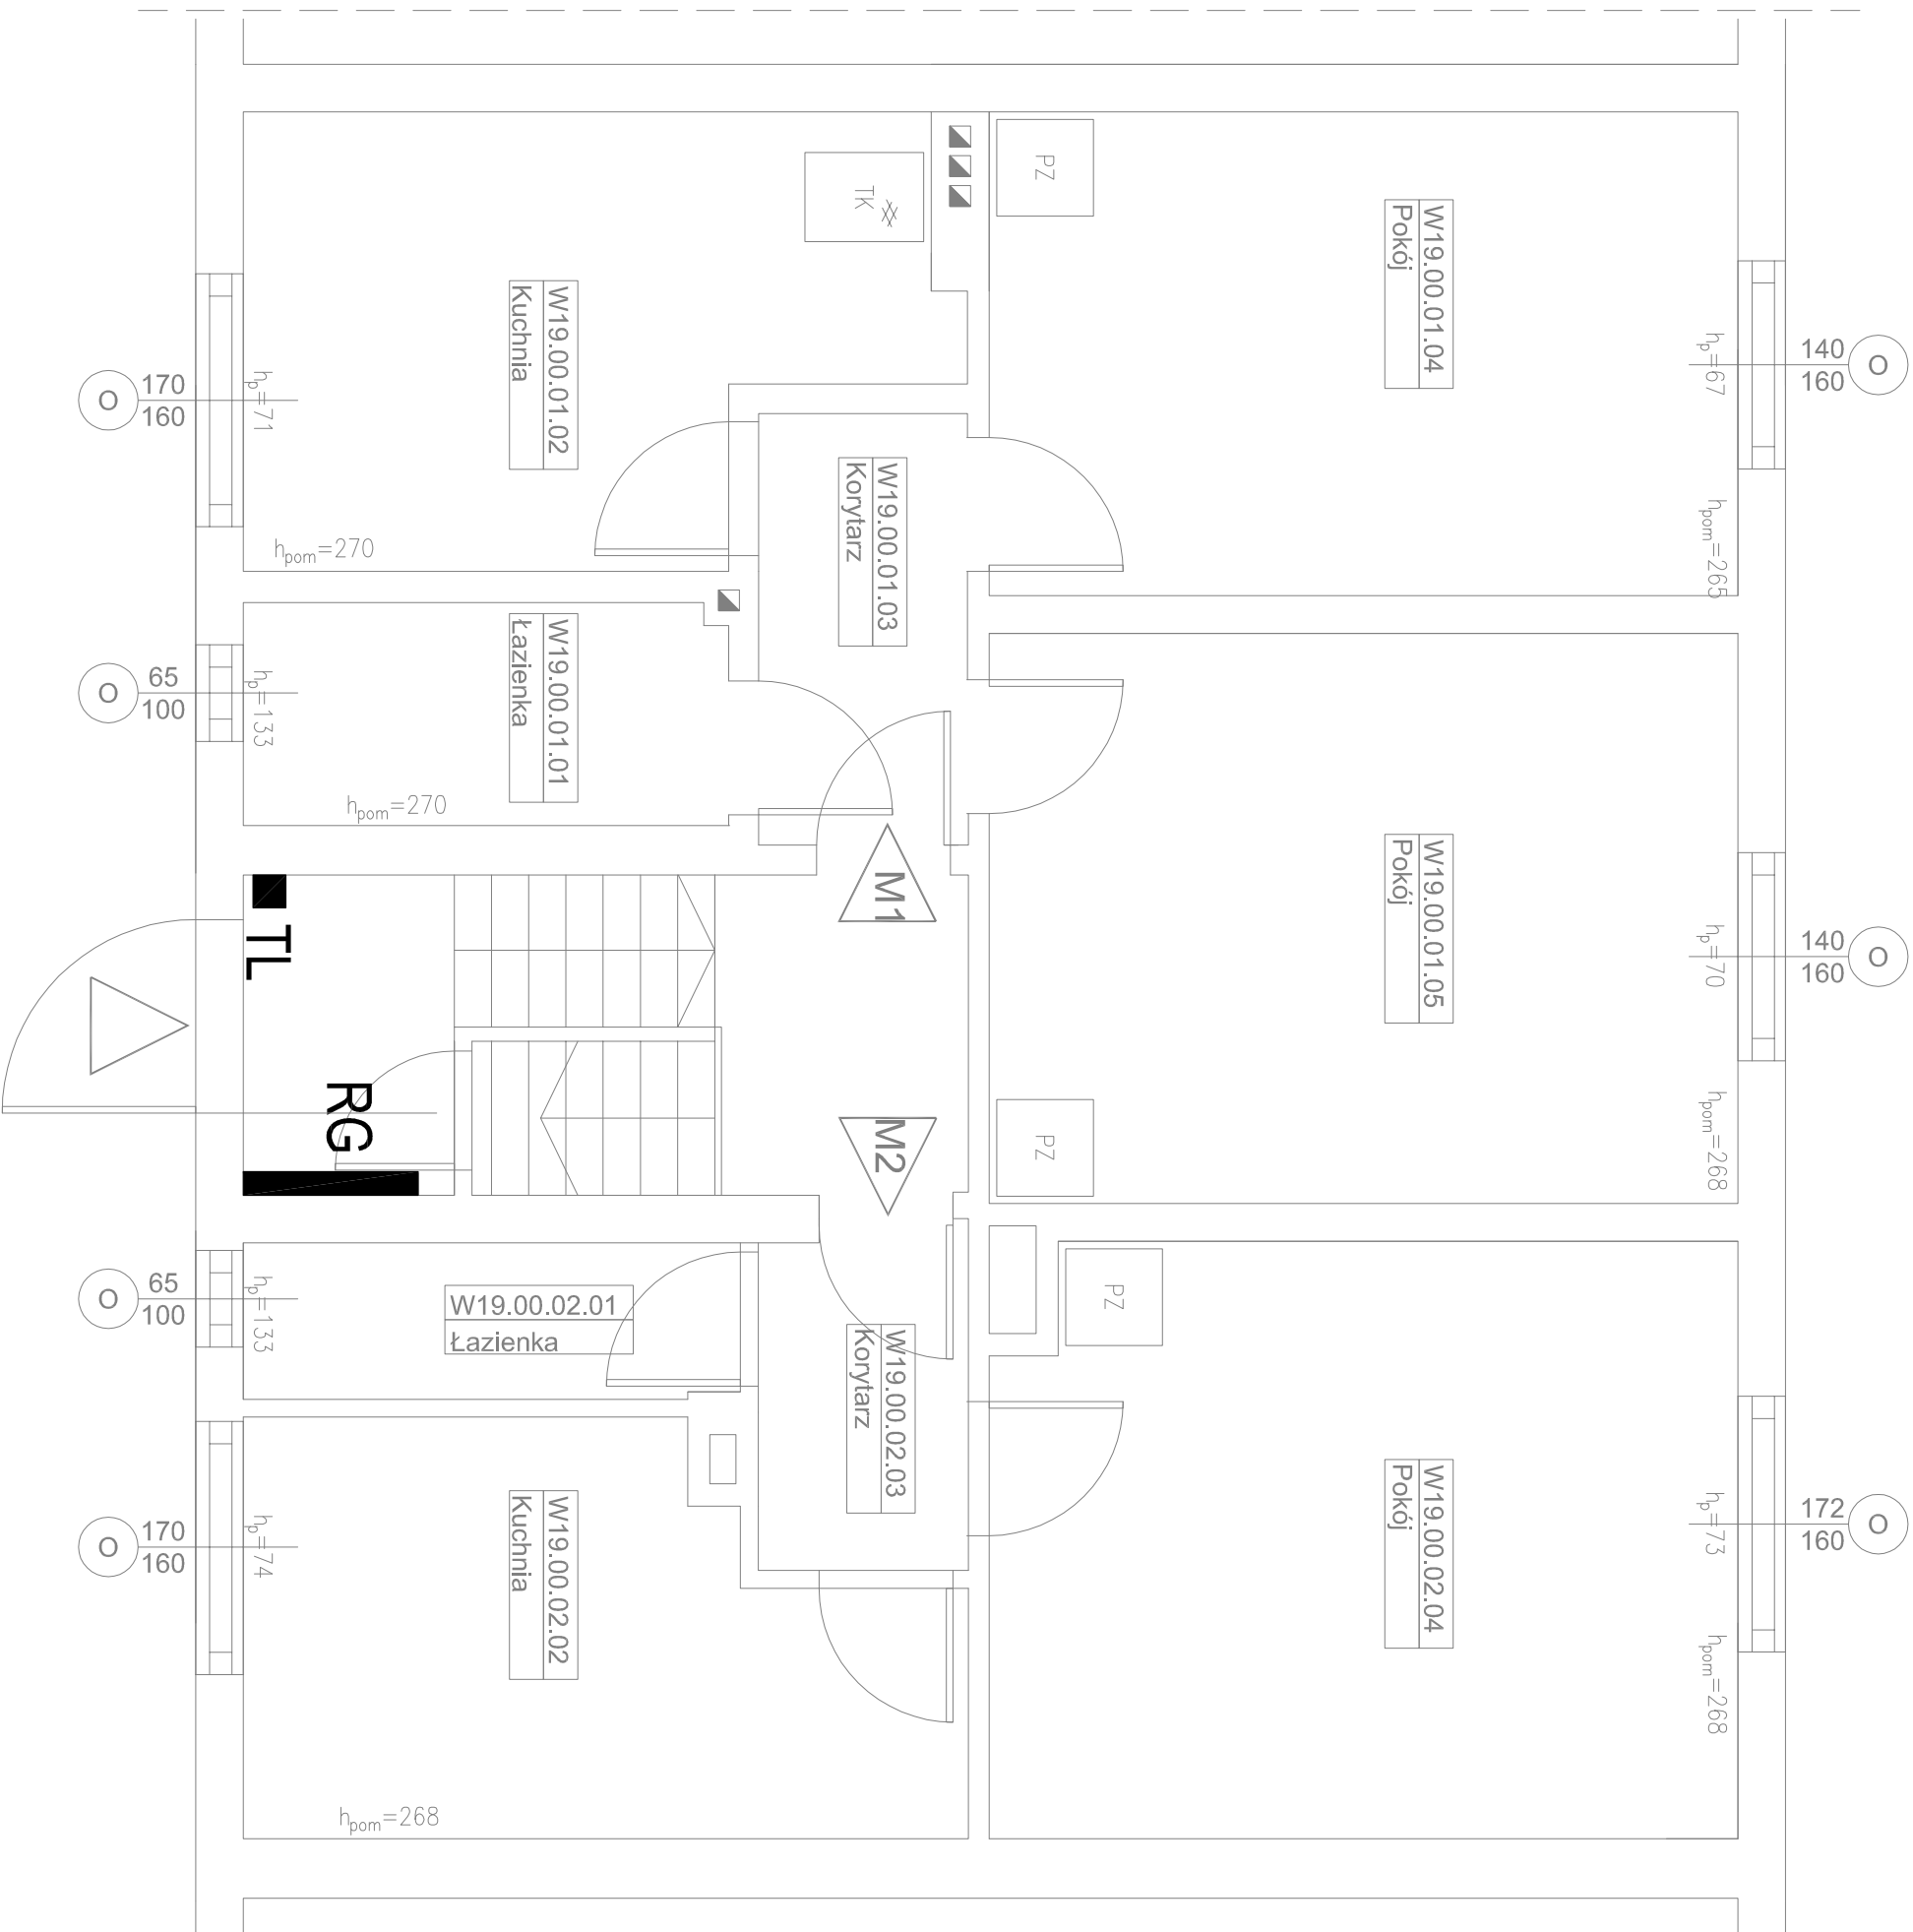 PZ
TK
W19.00.01.04
Pokój
W19.00.01.02
Kuchnia
hp=67
140
160
O
O
170
160
hp=71
W19.00.01.03
Korytarz
hpom=265
hpom=270
W19.00.01.01
Łazienka
O
65
100
hp=133
hpom=270
W19.00.01.05
Pokój
M1
TL
hp=70
140
160
O
RG
M2
PZ
hpom=268
O
65
100
hp=133
W19.00.02.01
Łazienka
PZ
W19.00.02.03
Korytarz
W19.00.02.04
Pokój
W19.00.02.02
Kuchnia
O
170
160
hp=74
hp=73
172
160
O
hpom=268
hpom=268